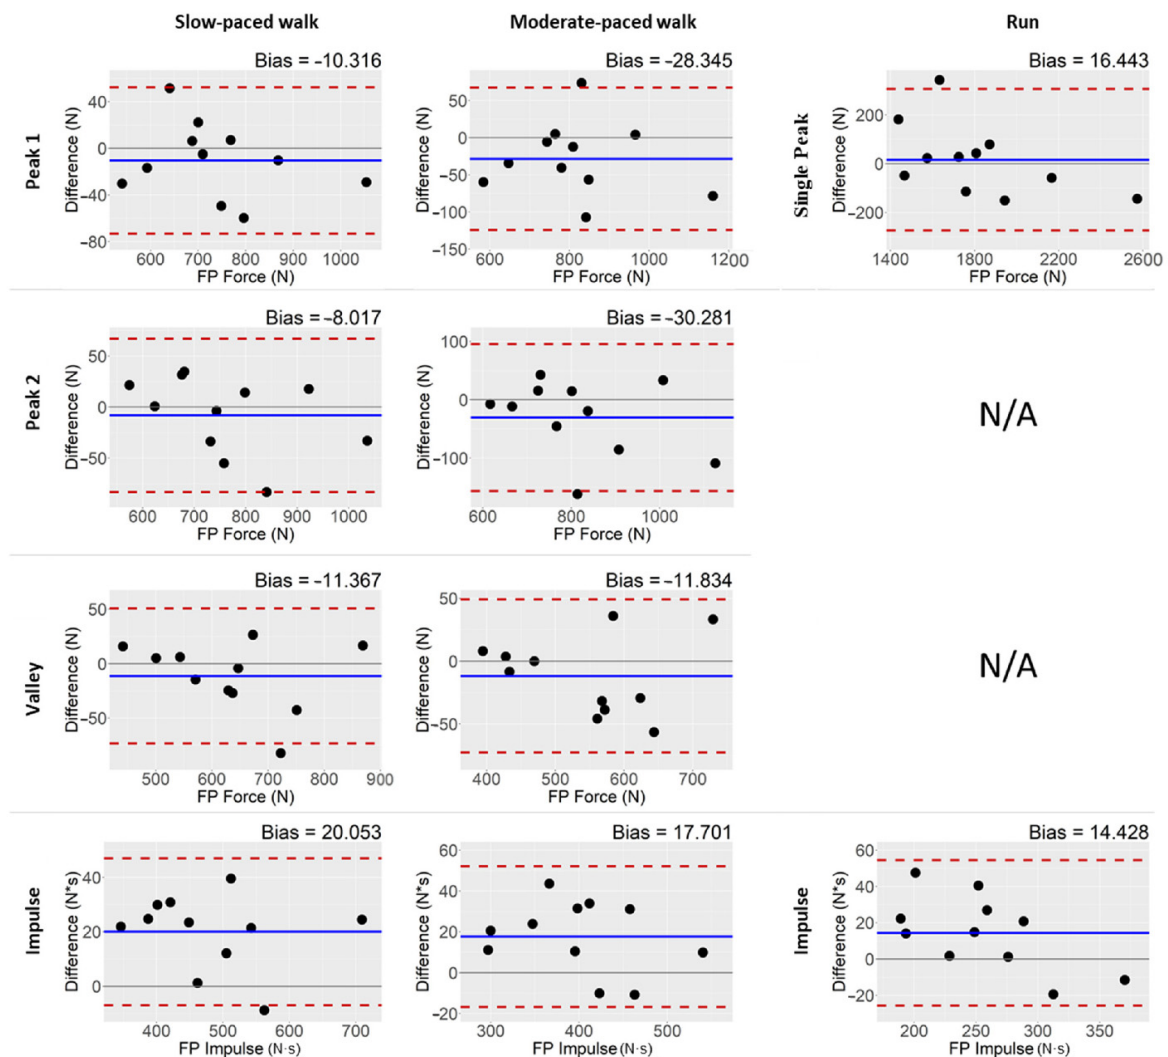 Slow-paced walk
Moderate-paced walk
Run
Peak 1
Bias = −10.316
Difference (N)
40
0
−40
−80
600 700 800 900 1000
FP Force (N)
Bias = −28.345
Difference (N)
50
0
−50
−100
−150
600 800 1000 1200
FP Force (N)
Single Peak
Bias = 16.443
Difference (N)
200
0
−200
1400 1800 2200 2600
FP Force (N)
Peak 2
Bias = −8.017
Difference (N)
50
0
−50
600 700 800 900 1000
FP Force (N)
Bias = −30.281
Difference (N)
100
0
−100
600 800 1000
FP Force (N)
N/A
Valley
Bias = −11.367
Difference (N)
50
0
−50
500 600 700 800 900
FP Force (N)
Bias = −11.834
Difference (N)
50
0
−50
400 500 600 700
FP Force (N)
N/A
Impulse
Bias = 20.053
Difference (N*s)
40
20
0
400 500 600 700
FP Impulse (N·s)
Bias = 17.701
Difference (N*s)
60
40
20
0
−20
300 400 500
FP Impulse (N·s)
Impulse
Bias = 14.428
Difference (N*s)
60
40
20
0
−20
200 250 300 350
FP Impulse (N·s)